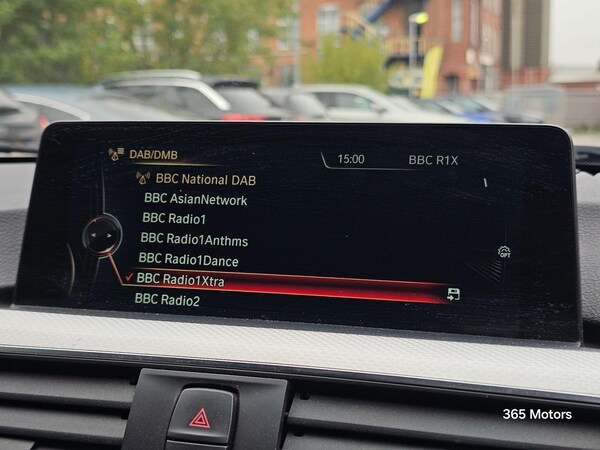 DAB/DMB
15:00
BBC R1X
BBC National DAB
BBC AsianNetwork
BBC Radio1
BBC Radio1Anthms
BBC Radio1Dance
BBC Radio1Xtra
BBC Radio2
OPT
365 Motors